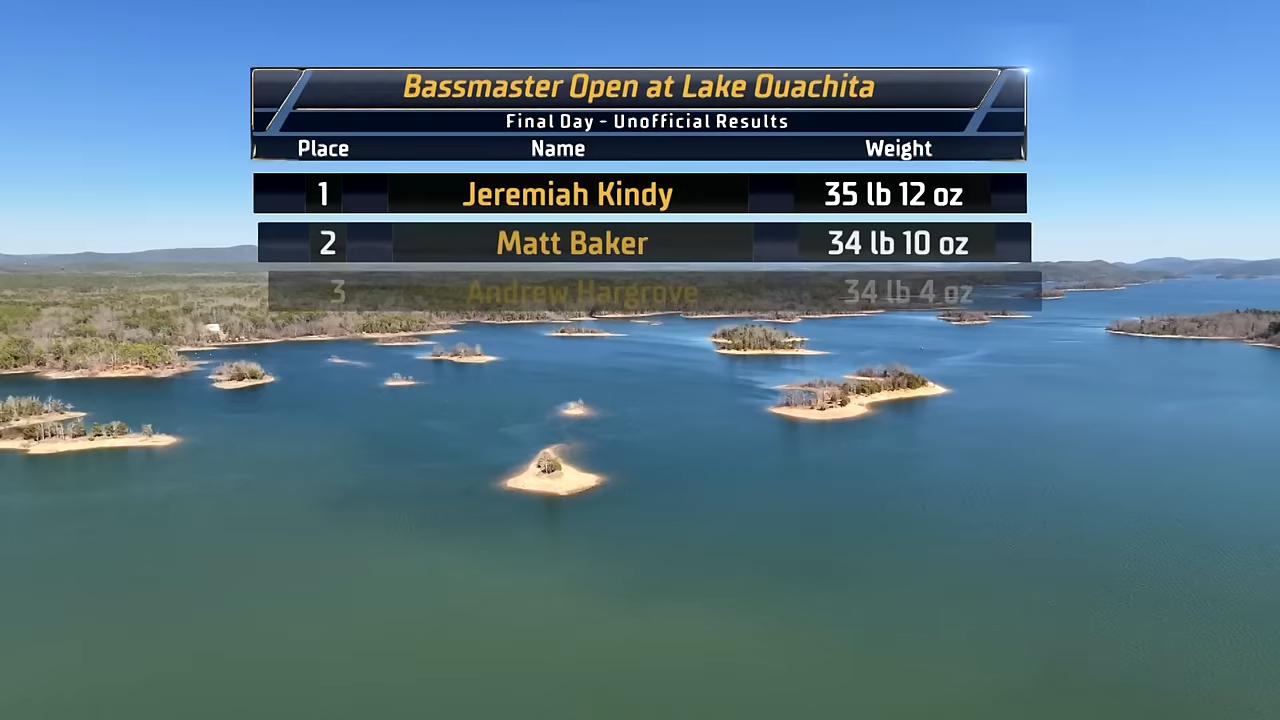 Bassmaster Open at Lake Ouachita
Final Day - Unofficial Results
Place Name Weight
1 Jeremiah Kindy 35 lb 12 oz
2 Matt Baker 34 lb 10 oz
3 Andrew Hargrove 34 lb 4 oz